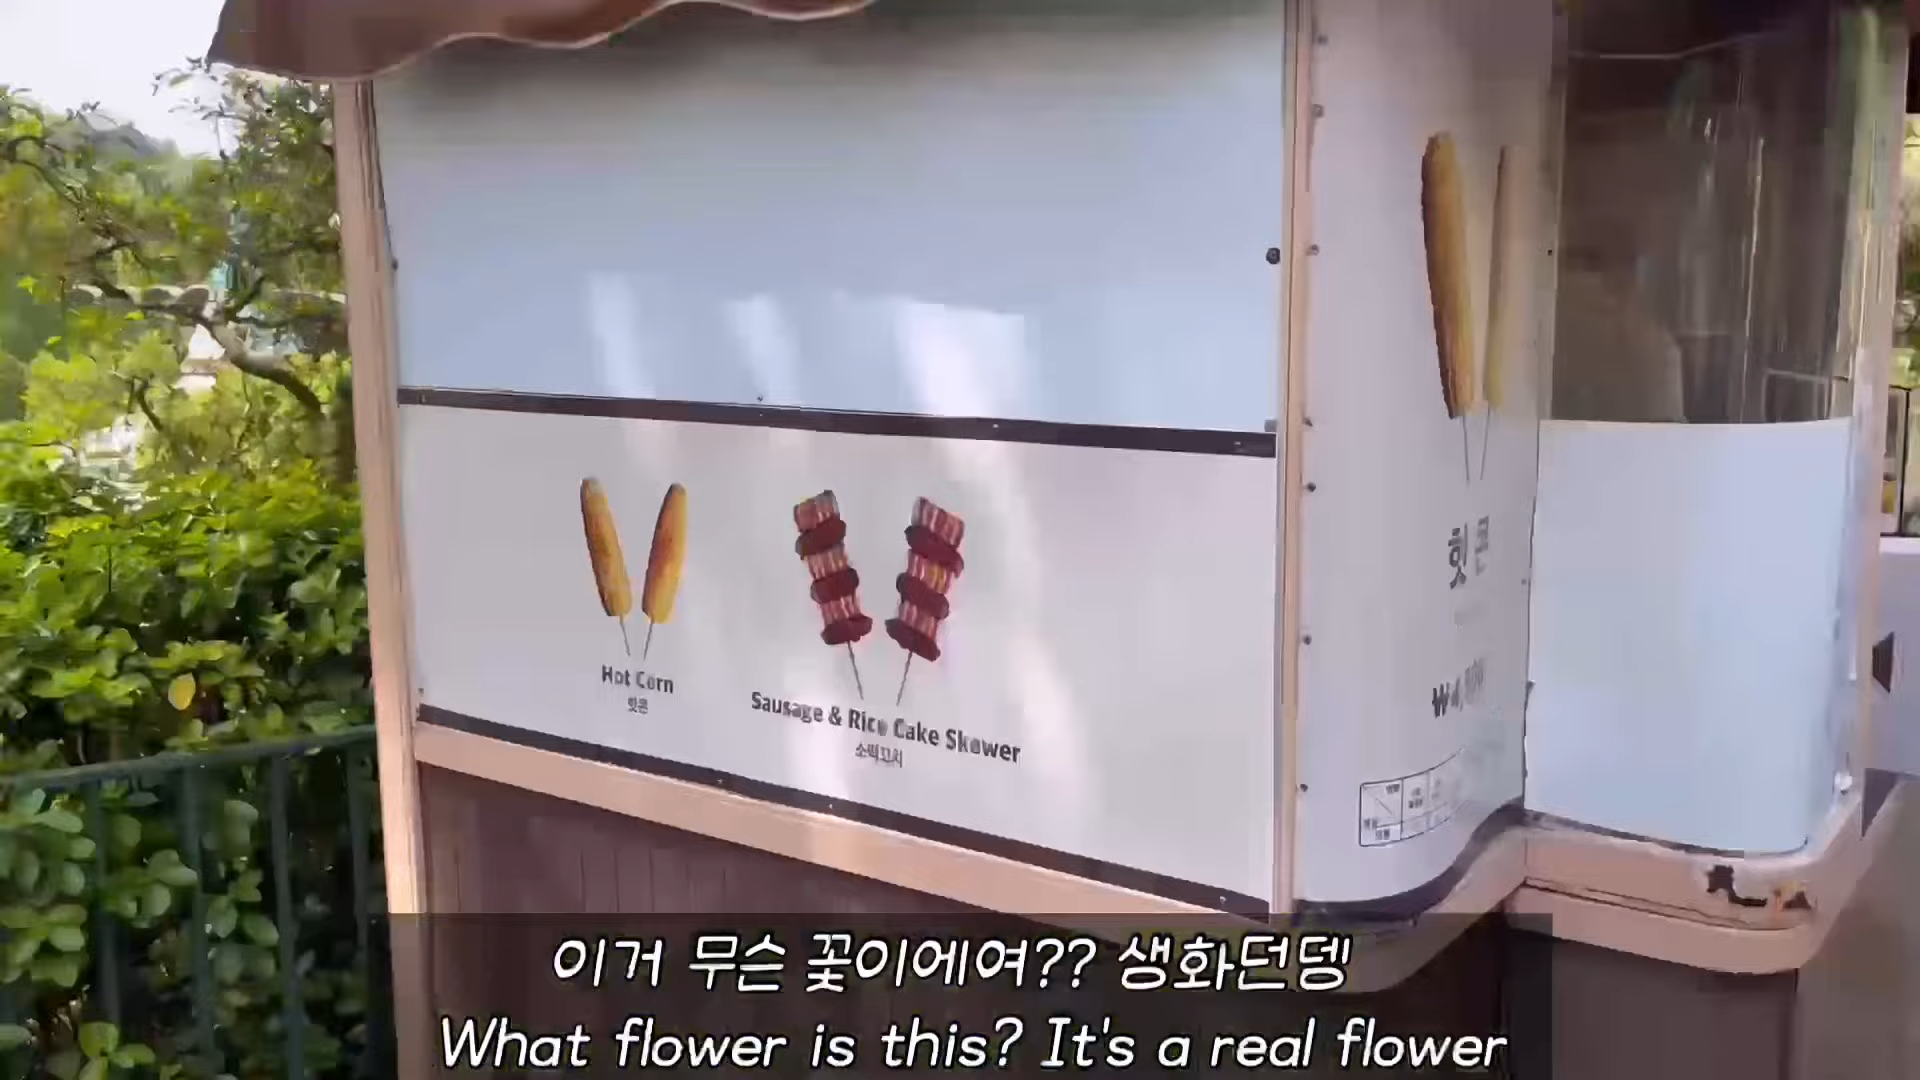 Hot Corn
핫콘
Sausage & Rice Cake Skewer
소떡꼬치
핫콘
이거 무슨 꽃이에여?? 생화던뎅
What flower is this? It's a real flower